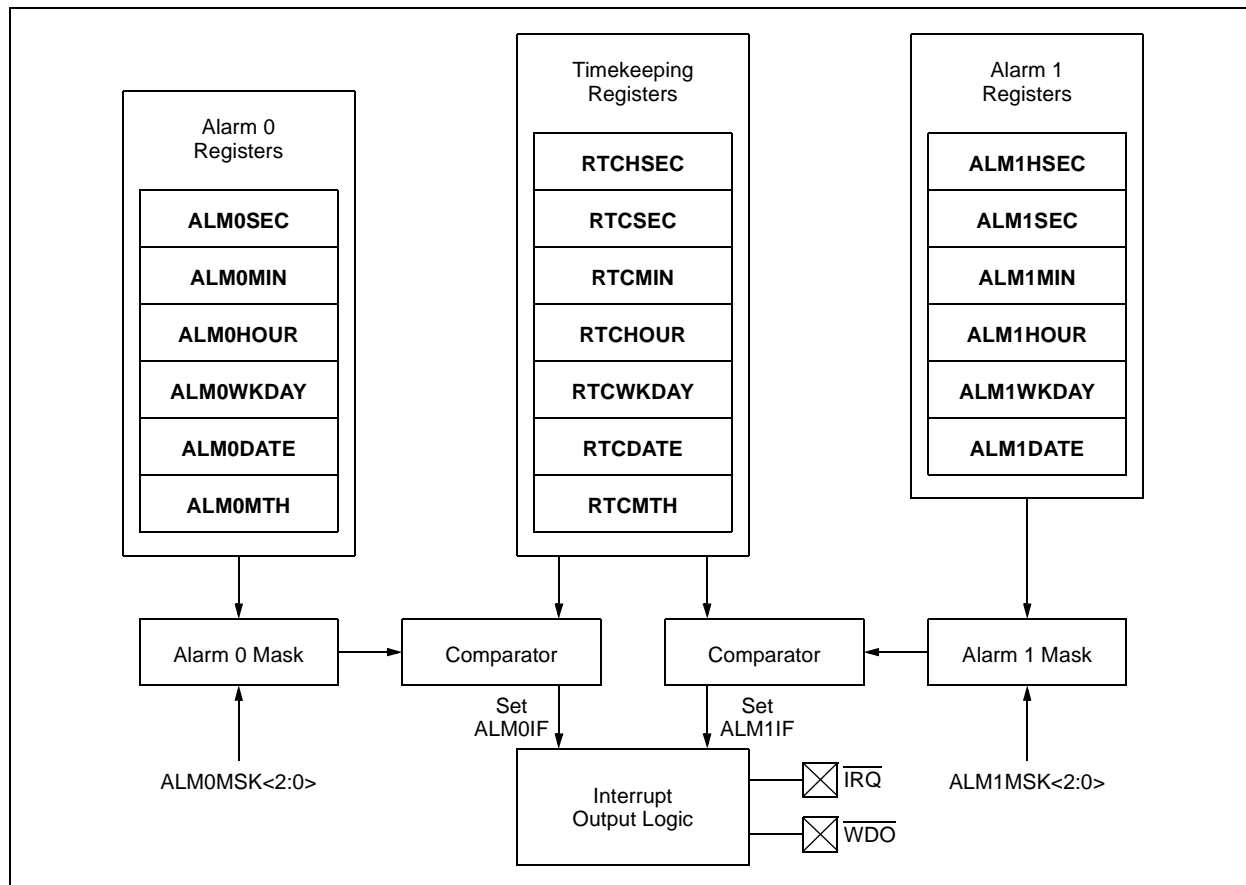 Alarm 0
Registers
ALM0SEC
ALM0MIN
ALM0HOUR
ALM0WKDAY
ALM0DATE
ALM0MTH
Timekeeping
Registers
RTCHSEC
RTCSEC
RTCMIN
RTCHOUR
RTCWKDAY
RTCDATE
RTCMTH
Alarm 1
Registers
ALM1HSEC
ALM1SEC
ALM1MIN
ALM1HOUR
ALM1WKDAY
ALM1DATE
Alarm 0 Mask
Comparator
Comparator
Alarm 1 Mask
Set
ALM0IF
Set
ALM1IF
ALM0MSK<2:0>
Interrupt
Output Logic
IRQ
WDO
ALM1MSK<2:0>